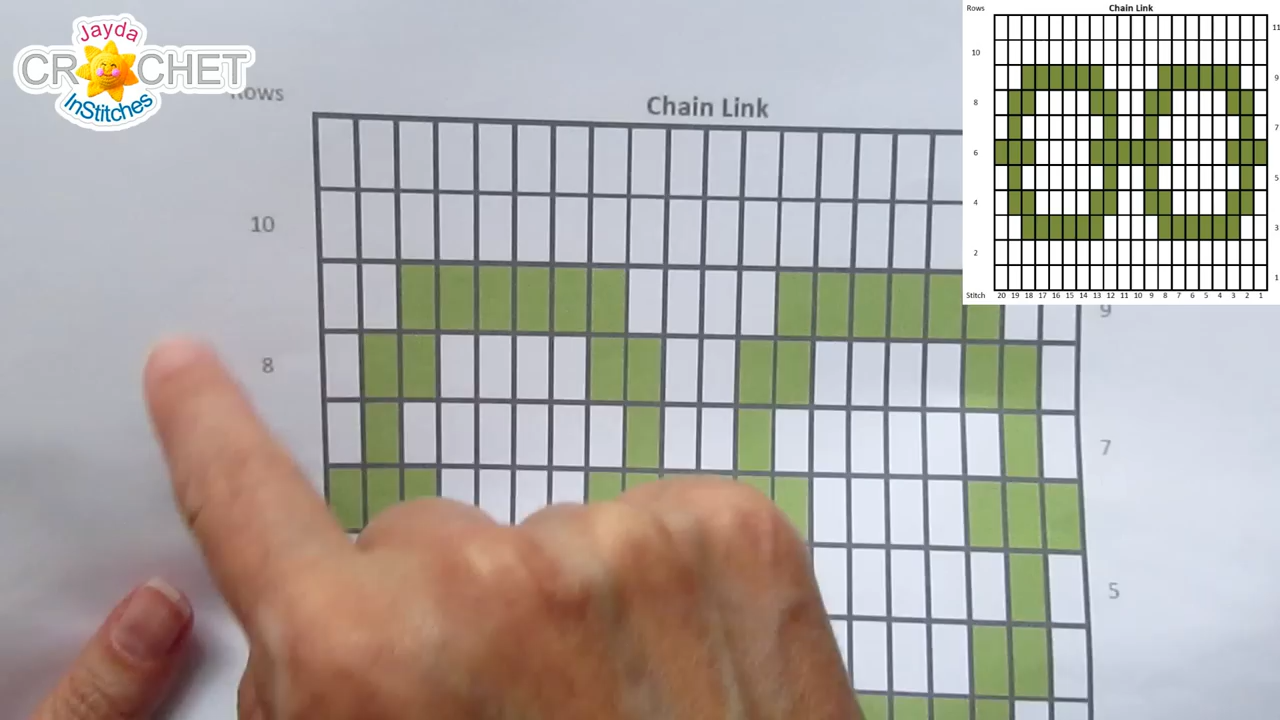 Jayda
CROCHET
InStitches
Rows
Chain Link
10
8
9
7
5
Rows
Chain Link
11
10
9
8
7
6
5
4
3
2
1
Stitch 20 19 18 17 16 15 14 13 12 11 10 9 8 7 6 5 4 3 2 1